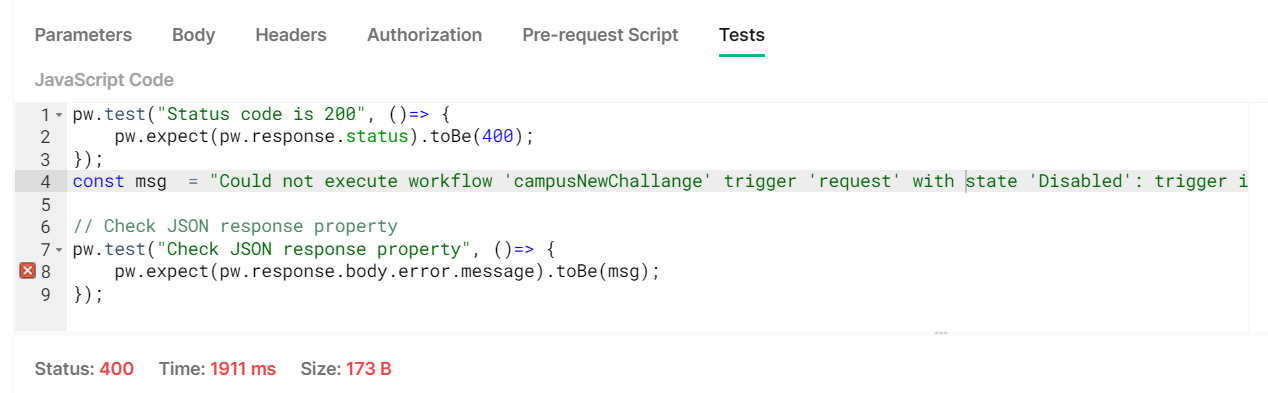 Parameters Body Headers Authorization Pre-request Script Tests
JavaScript Code
1 pw.test("Status code is 200", ()=> {
2 pw.expect(pw.response.status).toBe(400);
3 });
4 const msg = "Could not execute workflow 'campusNewChallange' trigger 'request' with state 'Disabled': trigger i
5
6 // Check JSON response property
7 pw.test("Check JSON response property", ()=> {
8 pw.expect(pw.response.body.error.message).toBe(msg);
9 });
Status: 400 Time: 1911 ms Size: 173 B